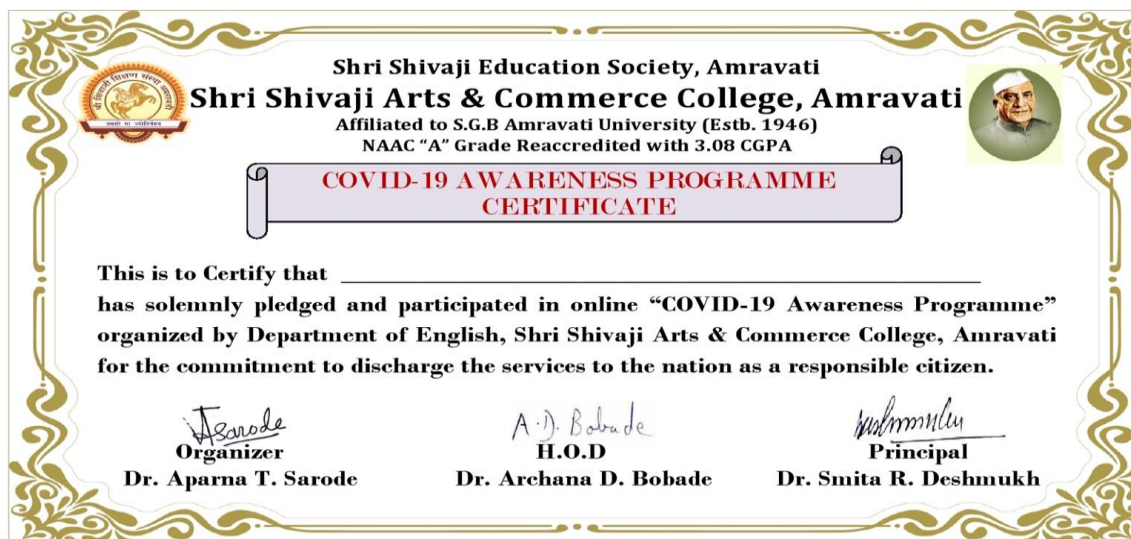 Shri Shivaji Education Society, Amravati
Shri Shivaji Arts & Commerce College, Amravati
Affiliated to S.G.B Amravati University (Estb. 1946)
NAAC “A” Grade Reaccredited with 3.08 CGPA
COVID-19 AWARENESS PROGRAMME
CERTIFICATE
This is to Certify that
has solemnly pledged and participated in online “COVID-19 Awareness Programme”
organized by Department of English, Shri Shivaji Arts & Commerce College, Amravati
for the commitment to discharge the services to the nation as a responsible citizen.
A.D. Bobade
Organizer H.O.D Principal
Dr. Aparna T. Sarode Dr. Archana D. Bobade Dr. Smita R. Deshmukh